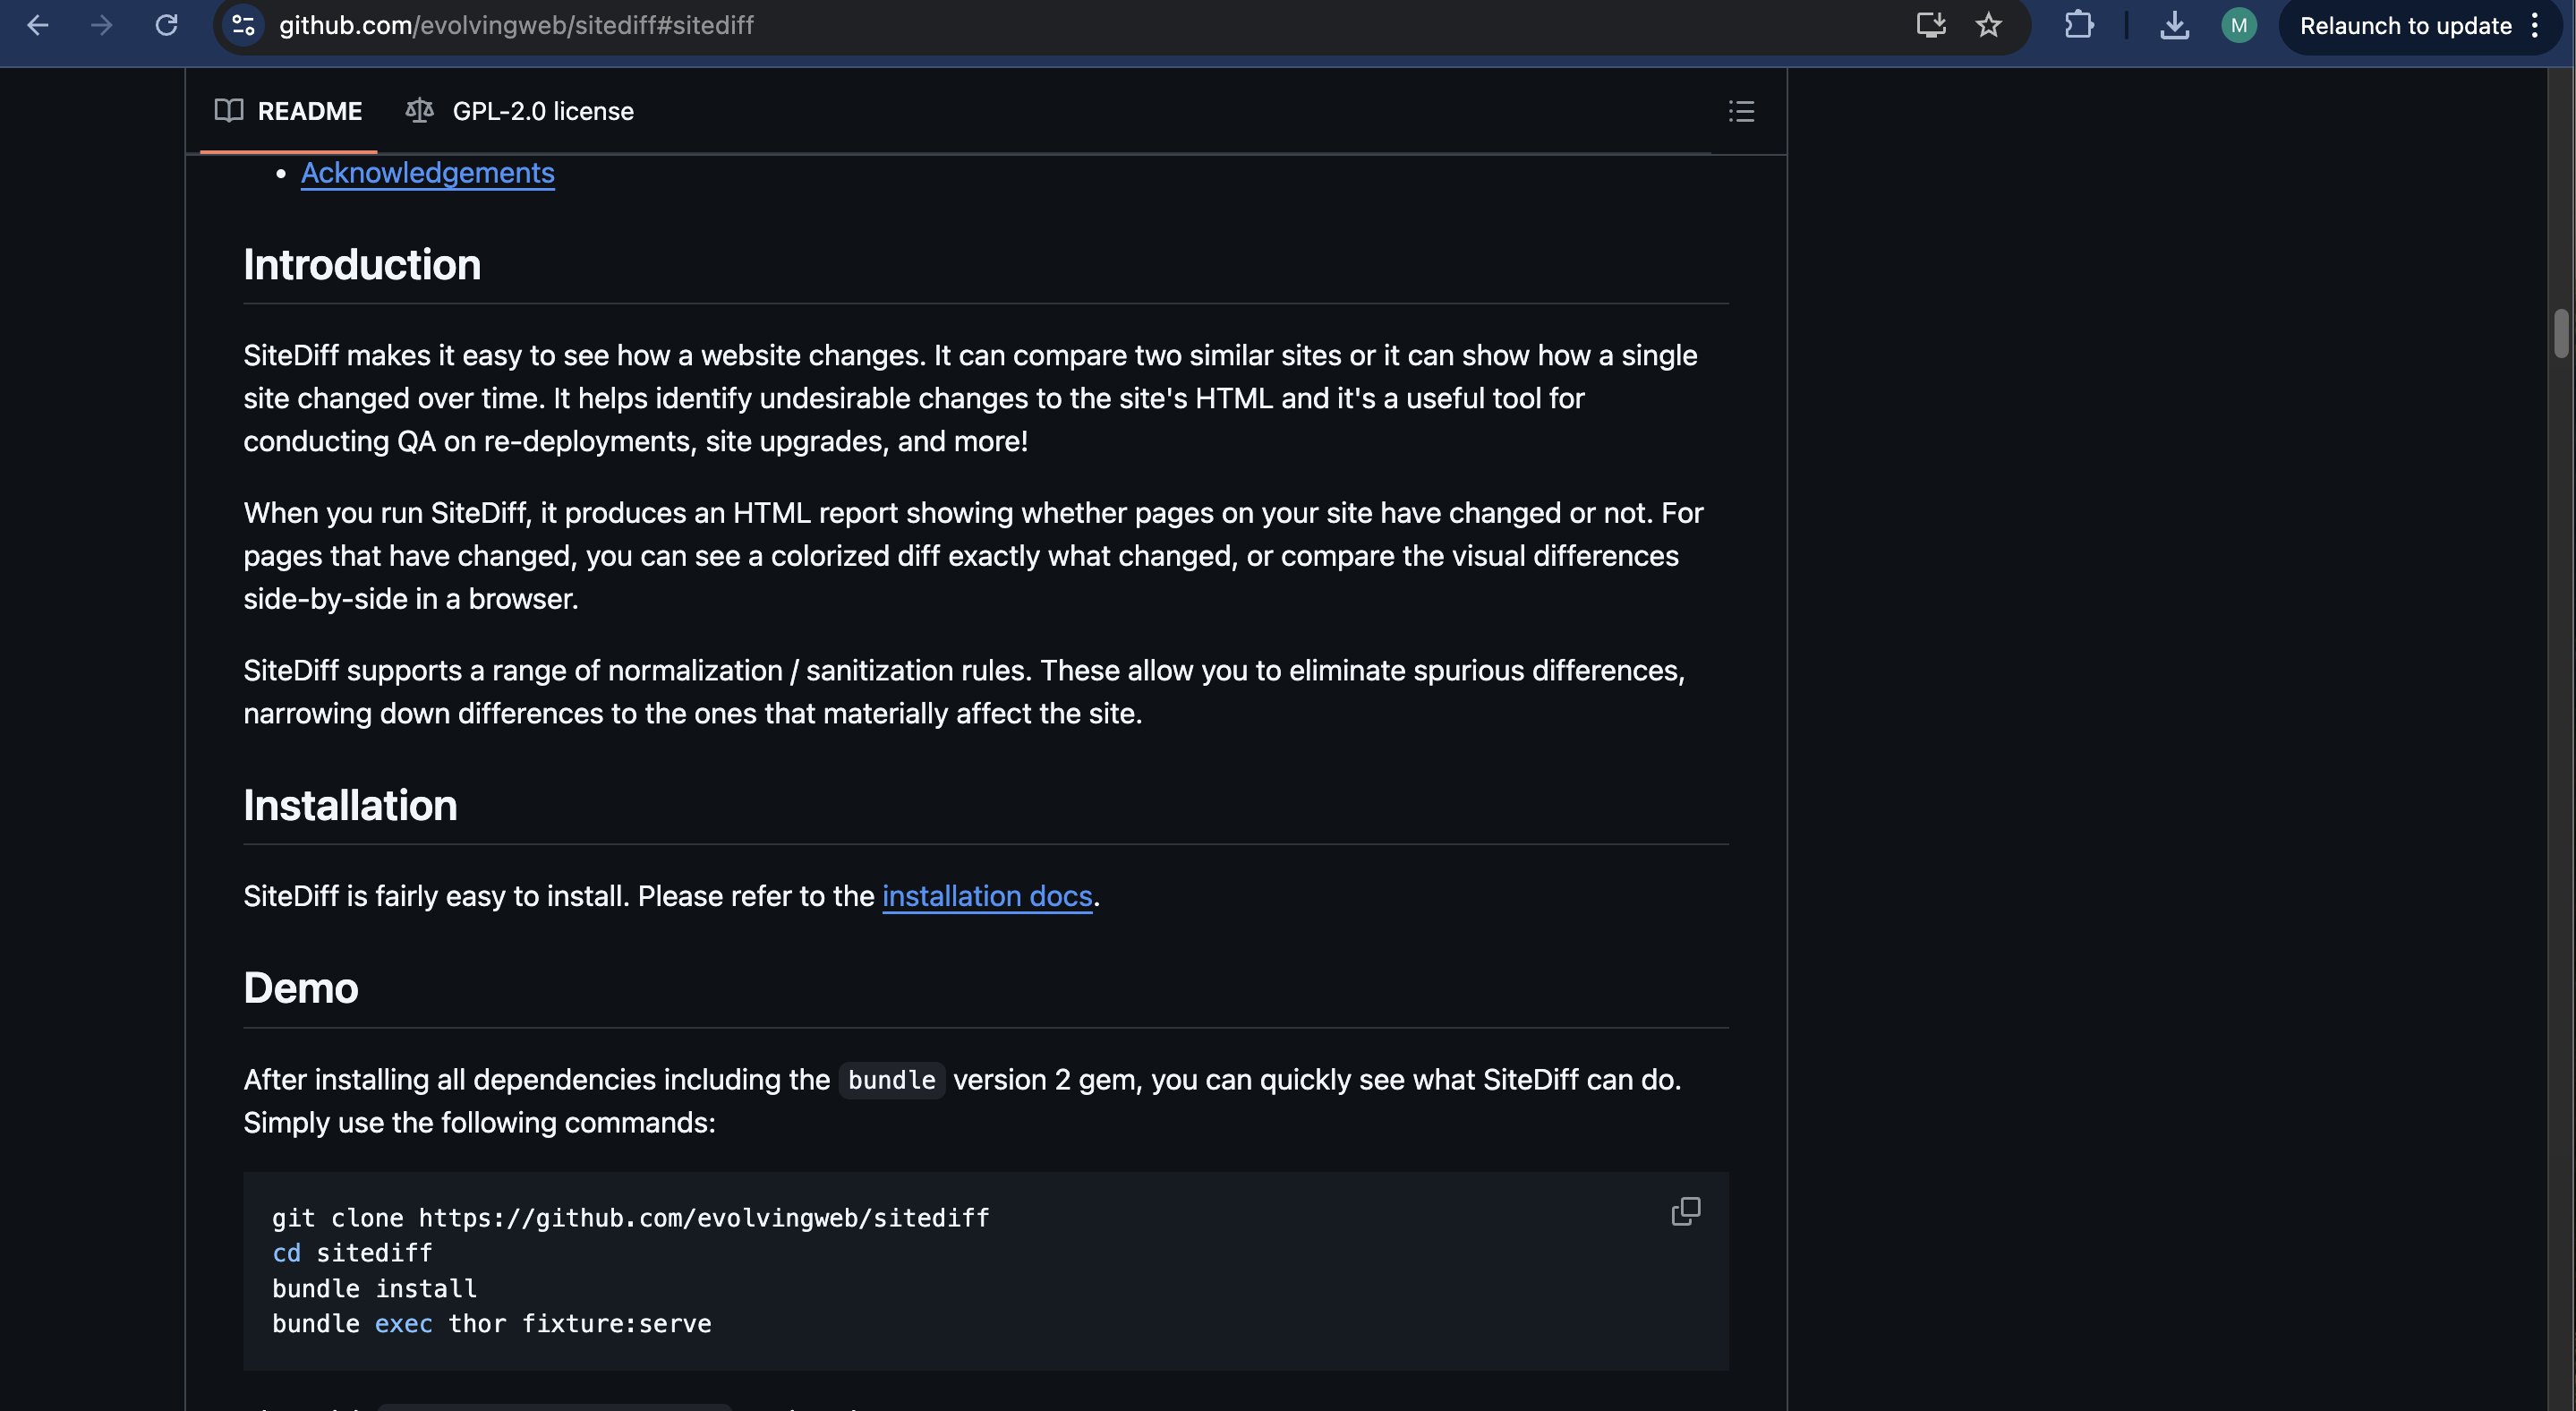 github.com/evolvingweb/sitediff#sitediff
M
Relaunch to update
README
GPL-2.0 license
Acknowledgements
Introduction
SiteDiff makes it easy to see how a website changes. It can compare two similar sites or it can show how a single
site changed over time. It helps identify undesirable changes to the site's HTML and it's a useful tool for
conducting QA on re-deployments, site upgrades, and more!
When you run SiteDiff, it produces an HTML report showing whether pages on your site have changed or not. For
pages that have changed, you can see a colorized diff exactly what changed, or compare the visual differences
side-by-side in a browser.
SiteDiff supports a range of normalization / sanitization rules. These allow you to eliminate spurious differences,
narrowing down differences to the ones that materially affect the site.
Installation
SiteDiff is fairly easy to install. Please refer to the installation docs.
Demo
After installing all dependencies including the bundle version 2 gem, you can quickly see what SiteDiff can do.
Simply use the following commands:
git clone https://github.com/evolvingweb/sitediff
cd sitediff
bundle install
bundle exec thor fixture:serve